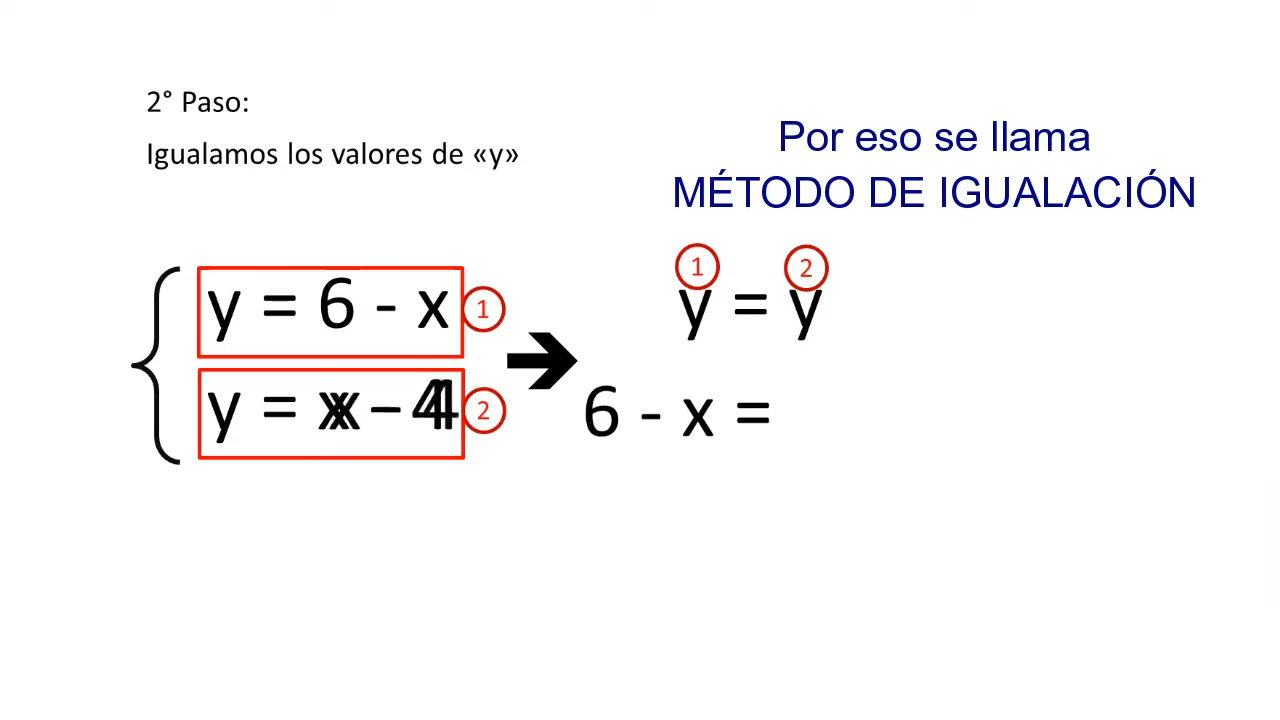 2° Paso:
Igualamos los valores de «y»
Por eso se llama
MÉTODO DE IGUALACIÓN
y = 6 - x 1
y = x - 4 2
1 2
y = y
6 - x =